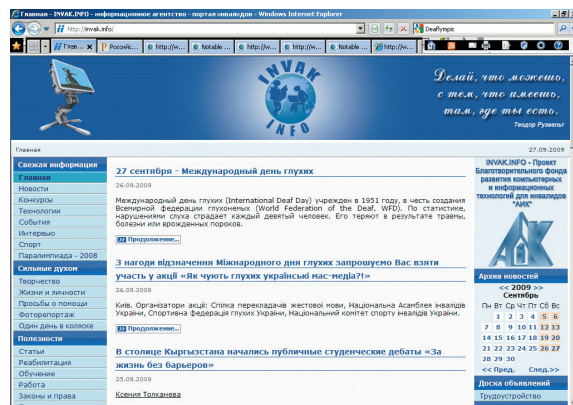 Главная - INVAK.INFO - информационное агентство - портал инвалидов - Windows Internet Explorer
http://invak.info/
Deaflympic
Глав...
Российс...
http://w...
Notable ...
http://w...
http://w...
Notable ...
http://w...
INVAK
INFO
Делай, что можешь,
с тем, что имеешь,
там, где ты есть.
Теодор Рузвельт
Главная
27.09.2009
Свежая информация
Главная
Новости
Конкурсы
Технологии
События
Интервью
Спорт
Паралимпиада - 2008
Сильные духом
Творчество
Жизни и личности
Просьбы о помощи
Фоторепортаж
Один день в коляске
Полезности
Статьи
Реабилитация
Обучение
Работа
Законы и права
27 сентября - Международный день глухих
26.09.2009
Международный день глухих (International Deaf Day) учрежден в 1951 году, в честь создания
Всемирной федерации глухонемых (World Federation of the Deaf, WFD). По статистике,
нарушениями слуха страдает каждый девятый человек. Его теряют в результате травмы,
болезни или врожденных пороков.
Продолжение...
З нагоди відзначення Міжнародного дня глухих запрошуємо Вас взяти
участь у акції «Як чують глухих українські мас-медіа?!»
26.09.2009
Київ. Організатори акції: Спілка перекладачів жестової мови, Національна Асамблея інвалідів
України, Спортивна федерація глухих України, Національний комітет спорту інвалідів України.
Продолжение...
В столице Кыргызстана начались публичные студенческие дебаты «За
жизнь без барьеров»
25.09.2009
Ксения Толканева
INVAK.INFO - Проект
Благотворительного фонда
развития компьютерных
и информационных
технологий для инвалидов
"АИК"
Архив новостей
<< 2009 >>
Сентябрь
Пн Вт Ср Чт Пт Сб Вс
1 2 3 4 5 6
7 8 9 10 11 12 13
14 15 16 17 18 19 20
21 22 23 24 25 26 27
28 29 30
<< Пред. След.>>
Доска объявлений
Трудоустройство